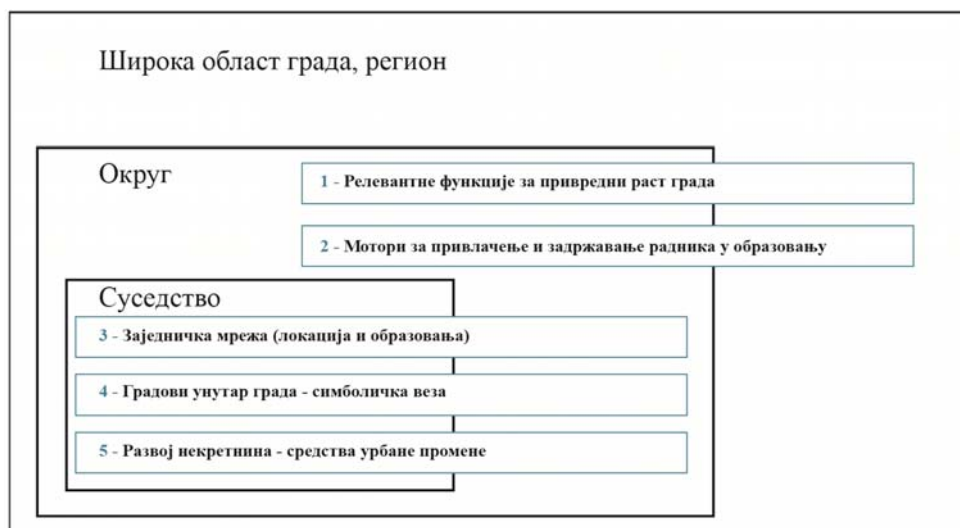 Широка област града, регион
Округ
1 - Релевантне функције за привредни раст града
2 - Мотори за привлачење и задржавање радника у образовању
Суседство
3 - Заједничка мрежа (локација и образовања)
4 - Градови унутар града - симболичка веза
5 - Развој некретнина - средства урбане промене